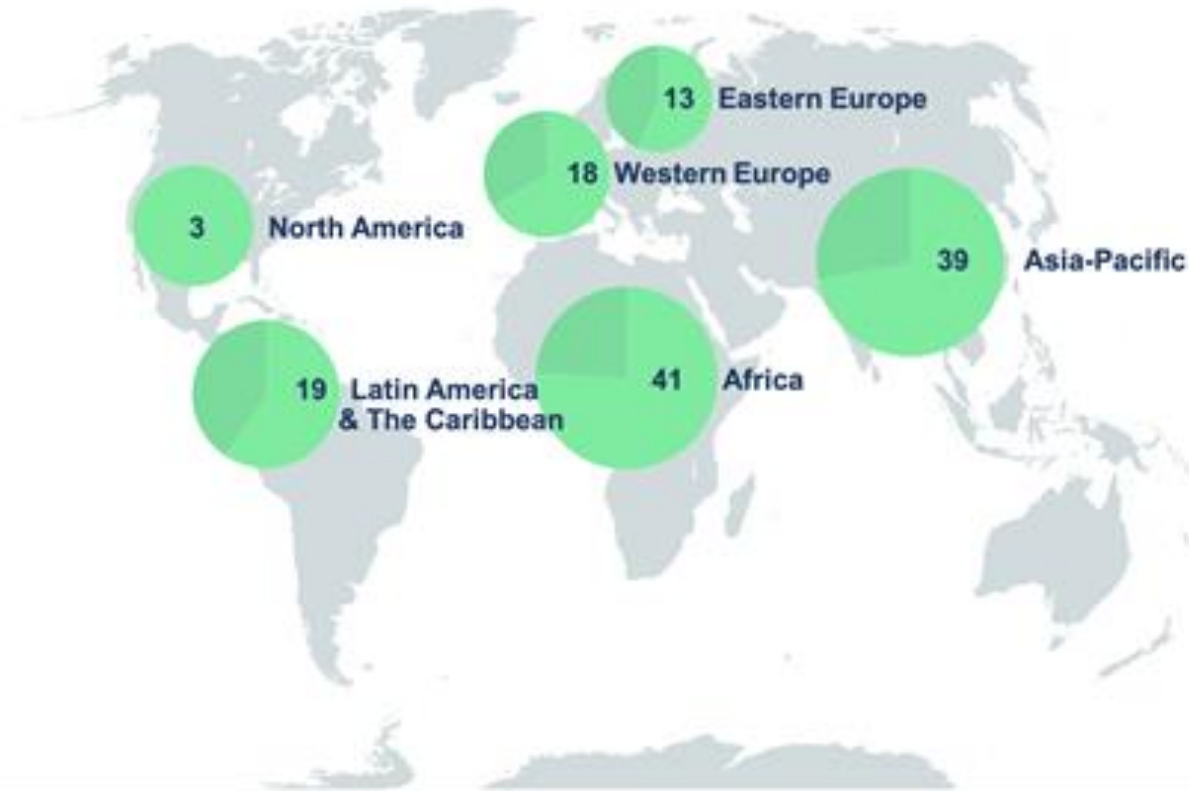 13 Eastern Europe
18 Western Europe
3 North America
39 Asia-Pacific
19 Latin America
& The Caribbean
41 Africa